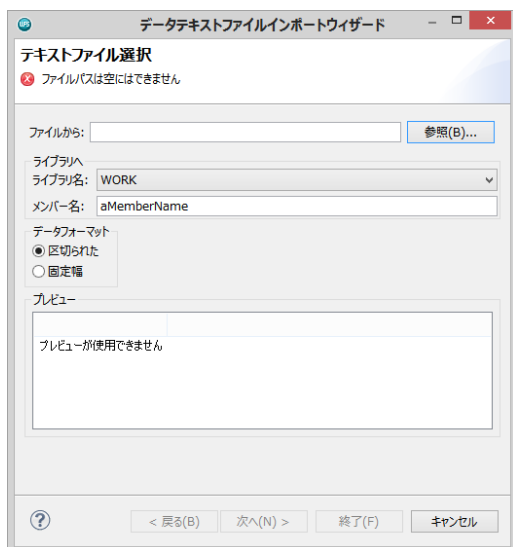 データテキストファイルインポートウィザード
テキストファイル選択
ファイルパスは空にはできません
ファイルから:
参照(B)...
ライブラリへ
ライブラリ名: WORK
メンバー名: aMemberName
データフォーマット
区切られた
固定幅
プレビュー
プレビューが使用できません
< 戻る(B) 次へ(N) > 終了(F) キャンセル